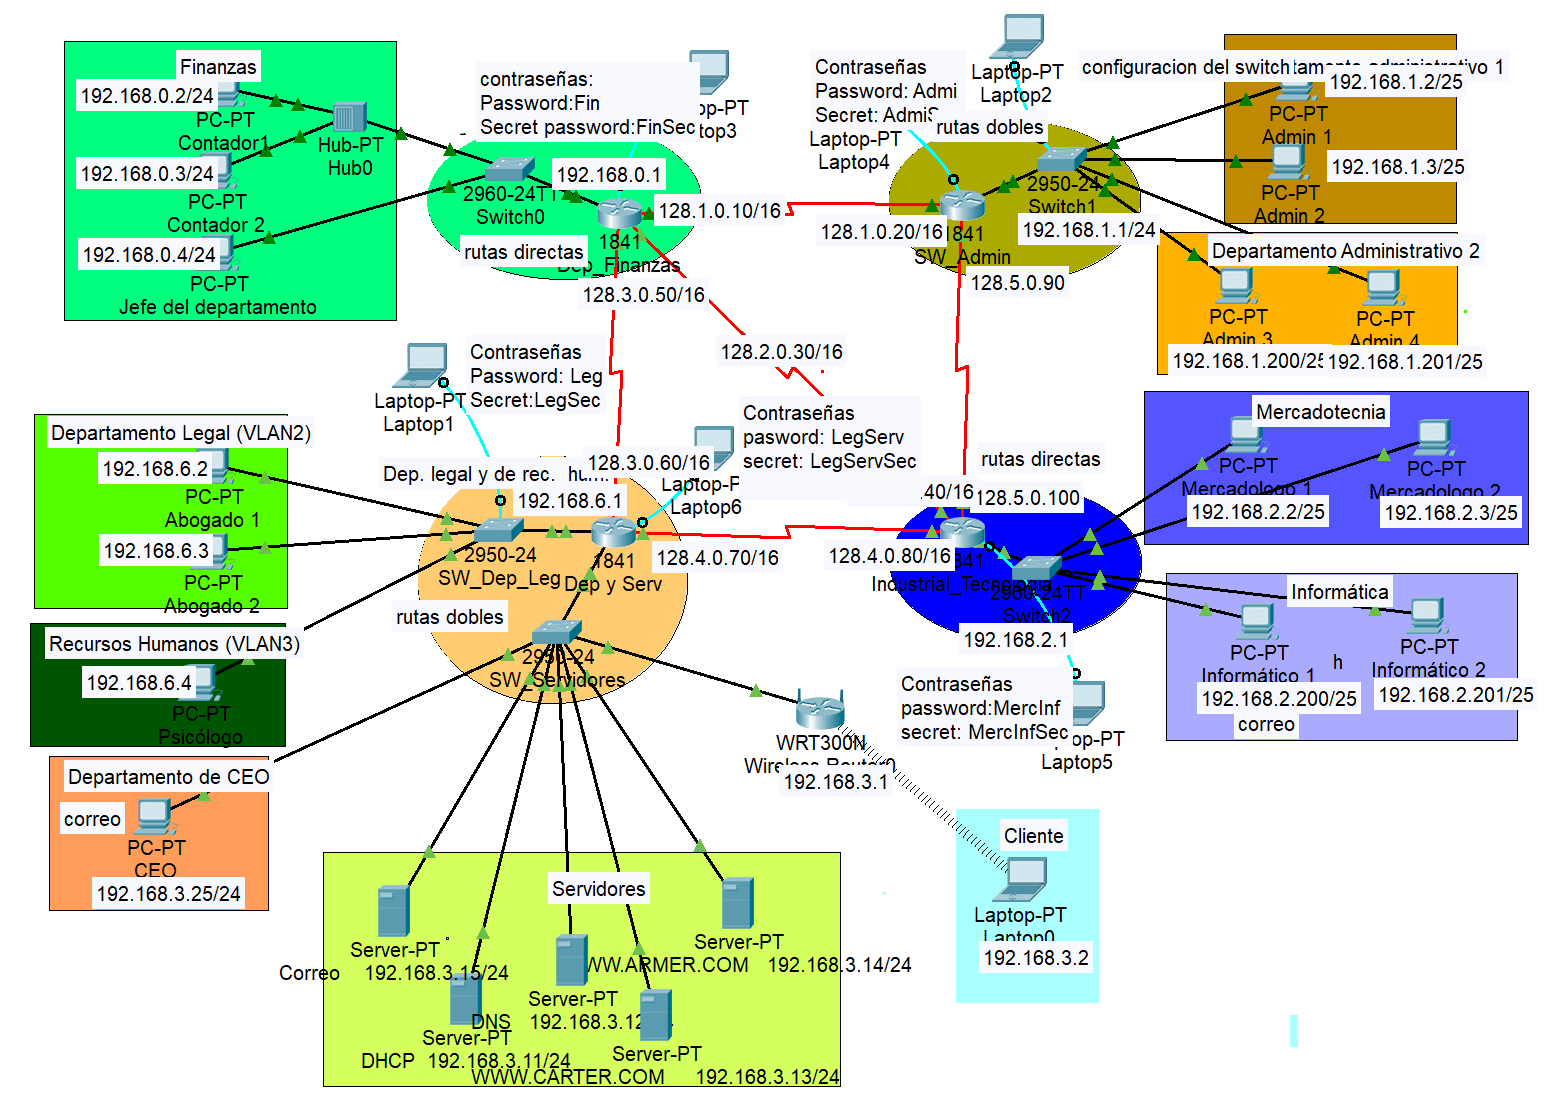 Finanzas
192.168.0.2/24
PC-PT
Contador1
Hub-PT
Hub0
192.168.0.3/24
PC-PT
Contador 2
192.168.0.4/24
PC-PT
Jefe del departamento
contraseñas:
Password:Fin
Secret password:FinSec
192.168.0.1
2960-24TT
Switch0
rutas directas
1841
Dep_Finanzas
128.1.0.10/16
128.3.0.50/16
128.2.0.30/16
Contraseñas
Password: Admi
Laptop-PT
Laptop4
Laptop-PT
Laptop2
rutas dobles
2950-24
Switch1
128.1.0.20/16
192.168.1.1/24
1841
SW_Admin
128.5.0.90
configuracion del switch
administrativo 1
192.168.1.2/25
PC-PT
Admin 1
192.168.1.3/25
PC-PT
Admin 2
Departamento Administrativo 2
PC-PT
Admin 3
192.168.1.200/25
PC-PT
Admin 4
192.168.1.201/25
Contraseñas
Password: Leg
Secret:LegSec
Laptop-PT
Laptop1
Departamento Legal (VLAN2)
192.168.6.2
PC-PT
Abogado 1
192.168.6.3
PC-PT
Abogado 2
Dep. legal y de rec.
128.3.0.60/16
192.168.6.1
Contraseñas
pasword: LegServ
secret: LegServSec
Laptop6
2950-24
SW_Dep_Leg
1841
Dep y Serv
128.4.0.70/16
rutas dobles
2950-24
SW_Servidores
Recursos Humanos (VLAN3)
192.168.6.4
PC-PT
Psicólogo
Departamento de CEO
correo
PC-PT
CEO
192.168.3.25/24
rutas directas
.40/16
128.5.0.100
128.4.0.80/16
1841
Industrial_Tecnologia
2960-24TT
Switch2
192.168.2.1
Contraseñas
password:MercInf
secret: MercInfSec
Laptop5
Mercadotecnia
PC-PT
Mercadologo 1
192.168.2.2/25
PC-PT
Mercadologo 2
192.168.2.3/25
Informática
PC-PT
Informático 1
h
192.168.2.200/25
correo
PC-PT
Informático 2
192.168.2.201/25
WRT300N
Wireless Router0
192.168.3.1
Cliente
Laptop-PT
Laptop0
192.168.3.2
Servidores
Server-PT
Correo 192.168.3.15/24
Server-PT
WW.ARMER.COM 192.168.3.14/24
Server-PT
DNS 192.168.3.12
Server-PT
DHCP 192.168.3.11/24
Server-PT
WWW.CARTER.COM 192.168.3.13/24